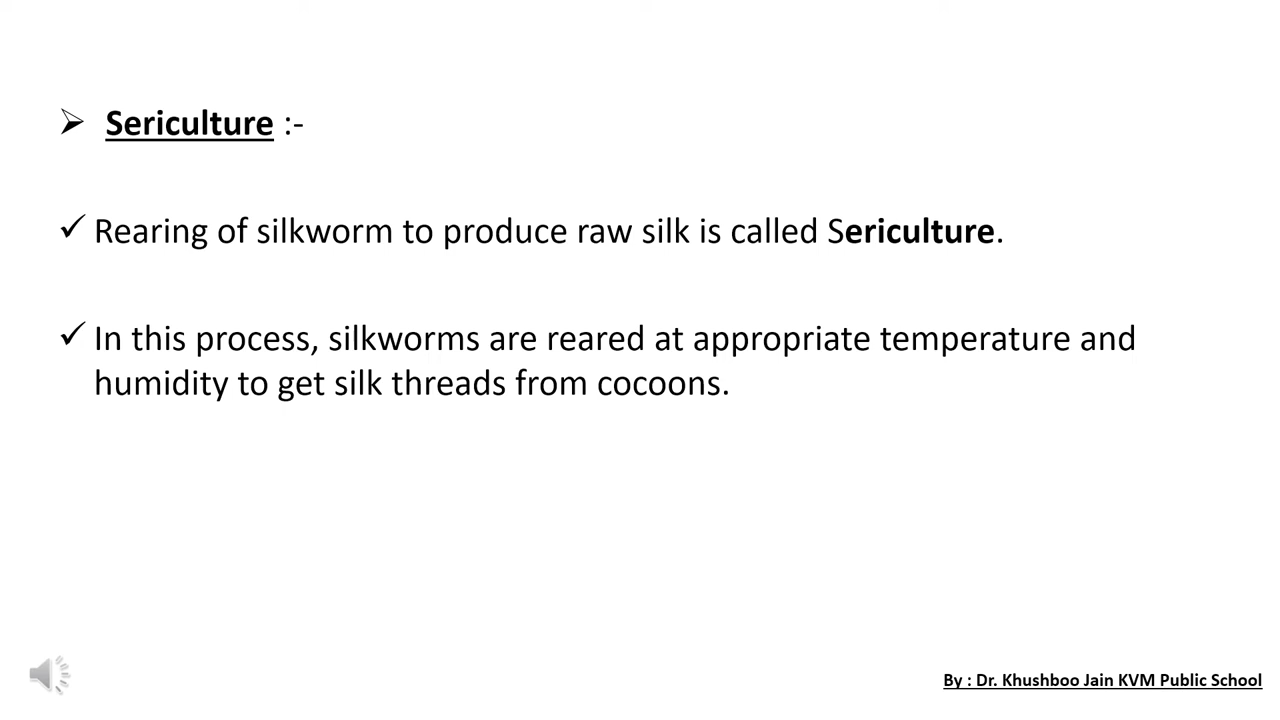 ➢ Sericulture :-
✓ Rearing of silkworm to produce raw silk is called Sericulture.
✓ In this process, silkworms are reared at appropriate temperature and
humidity to get silk threads from cocoons.
By : Dr. Khushboo Jain KVM Public School